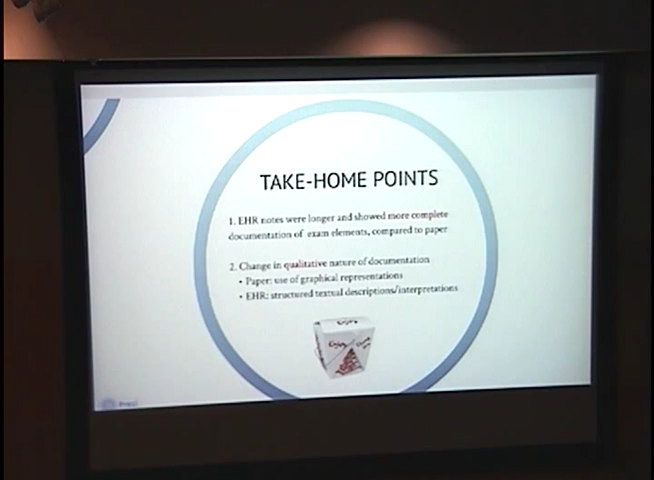 TAKE-HOME POINTS
1. EHR notes were longer and showed more complete
documentation of exam elements, compared to paper
2. Change in qualitative nature of documentation
• Paper: use of graphical representations
• EHR: structured textual descriptions/interpretations
Enjoy